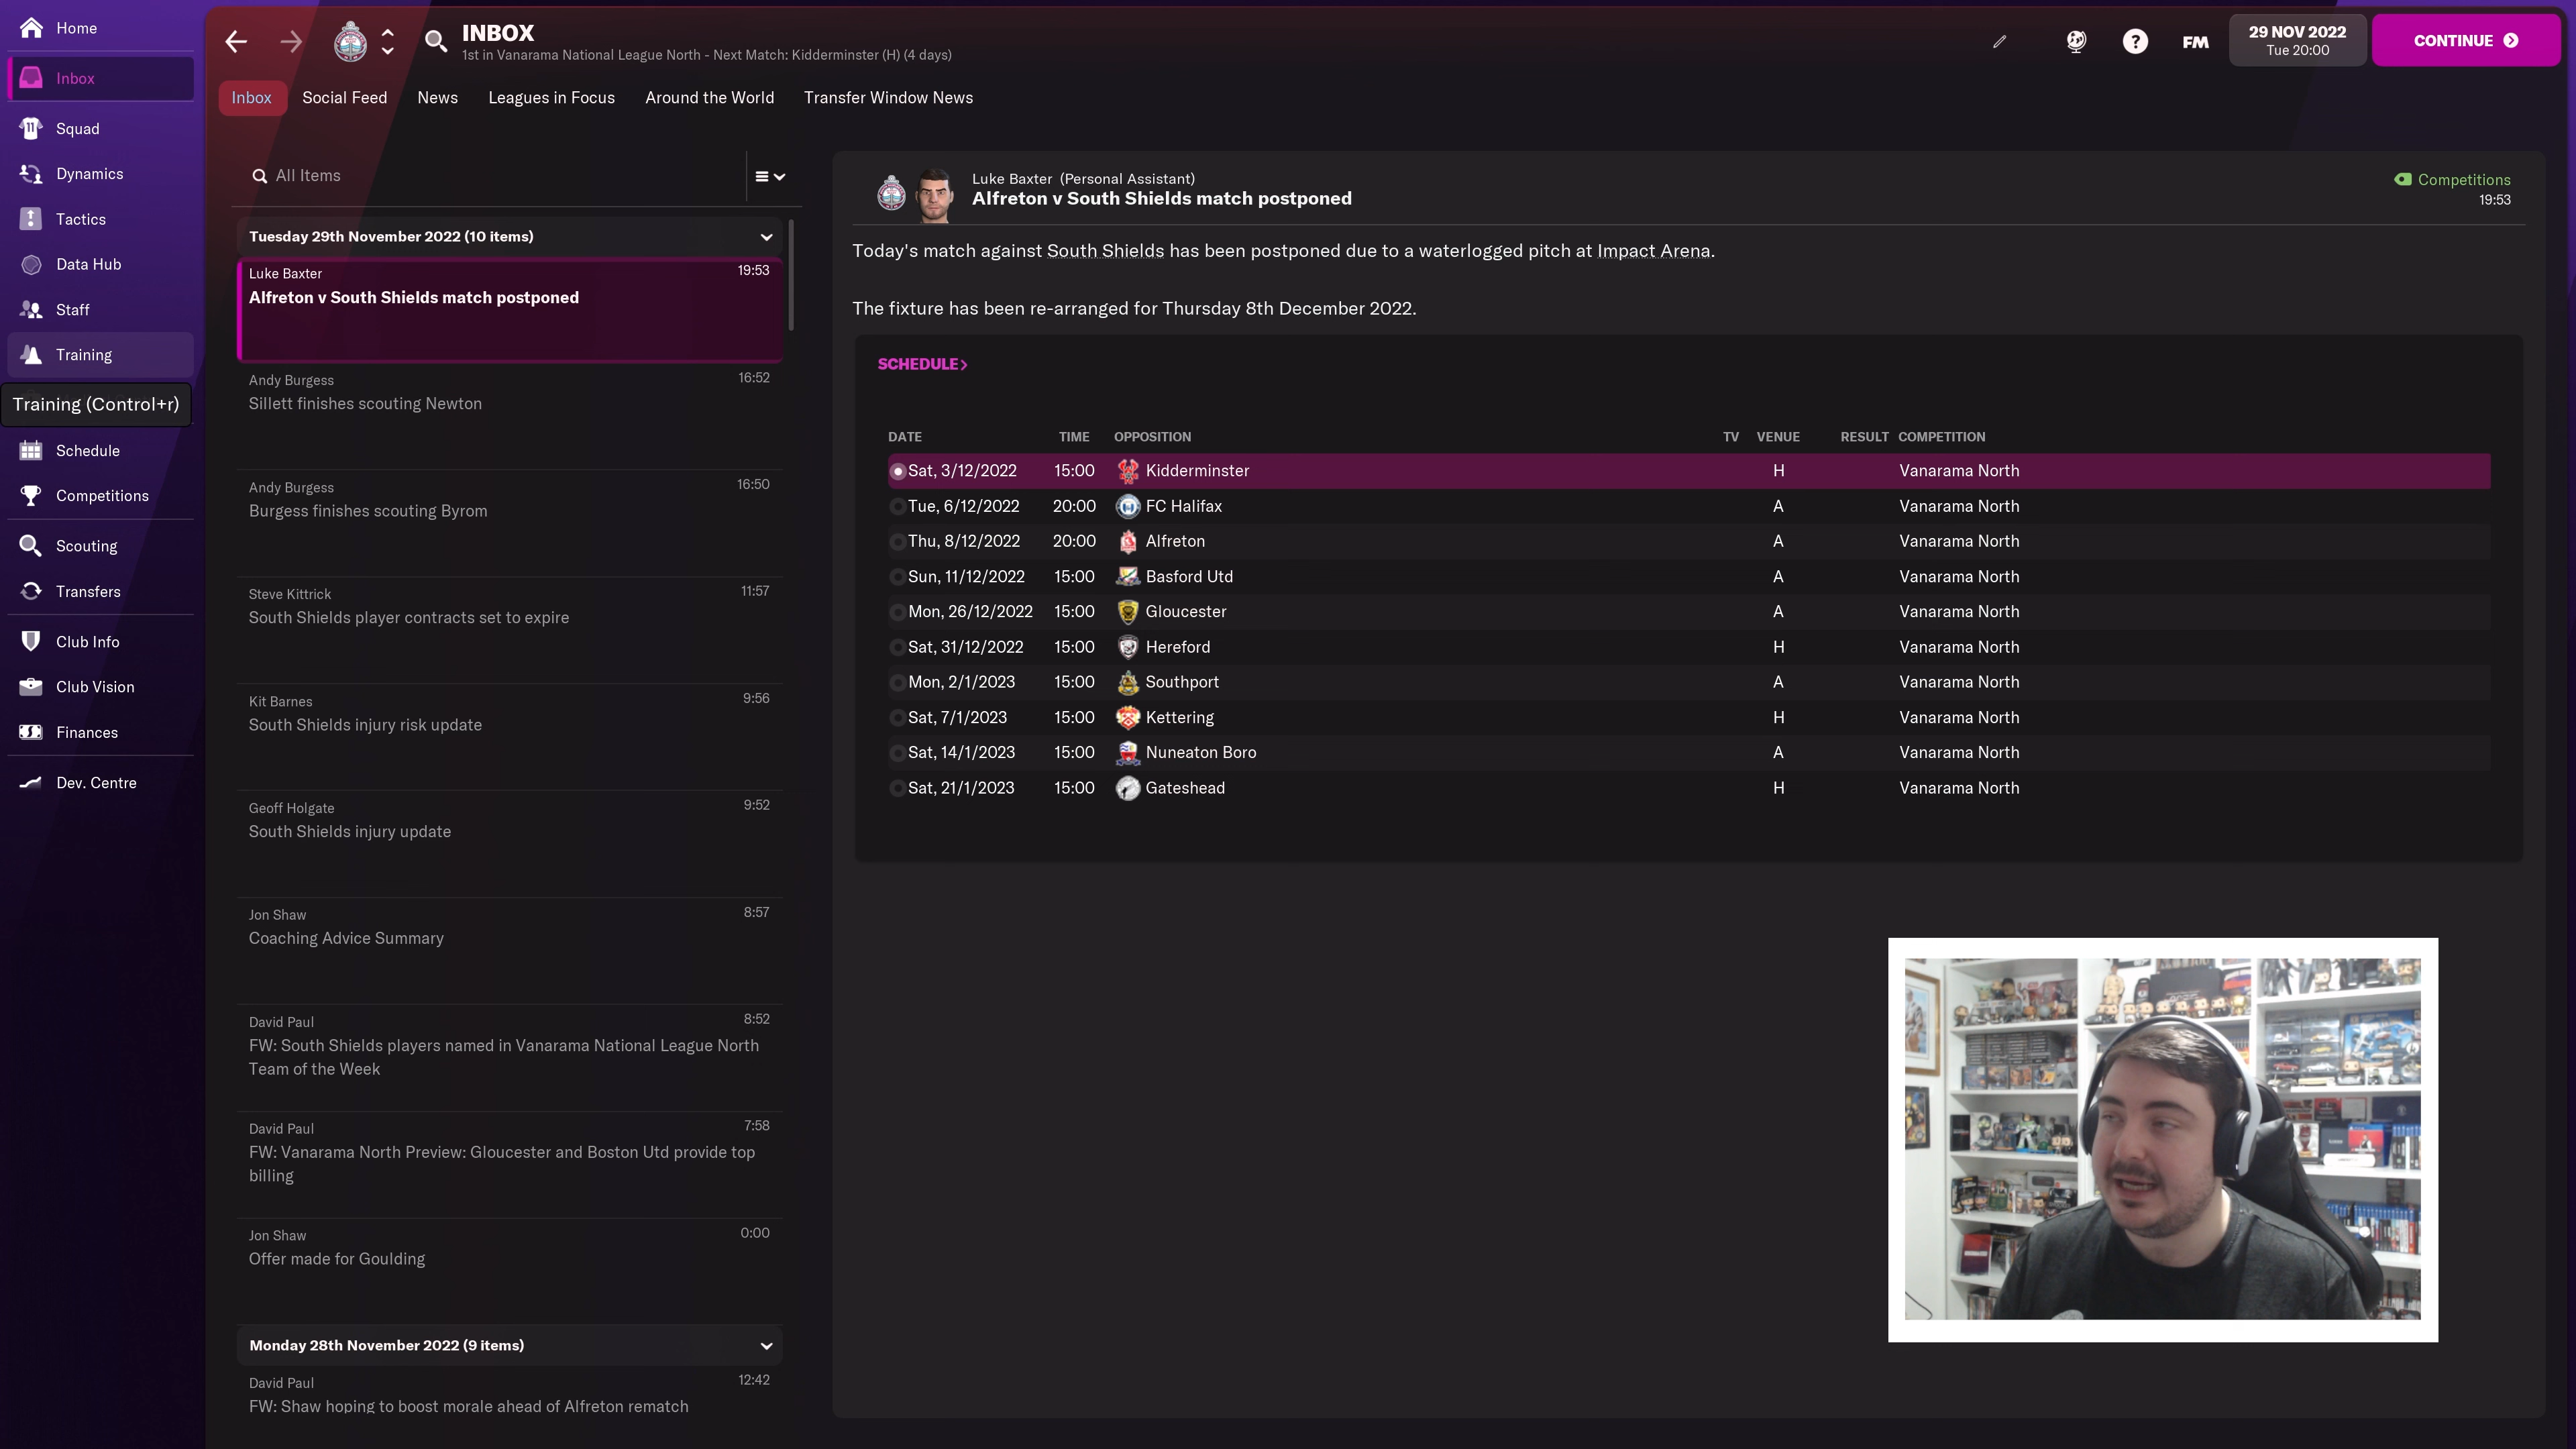 Home
Inbox
Squad
Dynamics
Tactics
Data Hub
Staff
Training
Training (Control+r)
Schedule
Competitions
Scouting
Transfers
Club Info
Club Vision
Finances
Dev. Centre
INBOX
1st in Vanarama National League North - Next Match: Kidderminster (H) (4 days)
FM
29 NOV 2022
Tue 20:00
CONTINUE
Inbox Social Feed News Leagues in Focus Around the World Transfer Window News
All Items
Tuesday 29th November 2022 (10 items)
Luke Baxter 19:53
Alfreton v South Shields match postponed
Andy Burgess 16:52
Sillett finishes scouting Newton
Andy Burgess 16:50
Burgess finishes scouting Byrom
Steve Kittrick 11:57
South Shields player contracts set to expire
Kit Barnes 9:56
South Shields injury risk update
Geoff Holgate 9:52
South Shields injury update
Jon Shaw 8:57
Coaching Advice Summary
David Paul 8:52
FW: South Shields players named in Vanarama National League North
Team of the Week
David Paul 7:58
FW: Vanarama North Preview: Gloucester and Boston Utd provide top
billing
Jon Shaw 0:00
Offer made for Goulding
Monday 28th November 2022 (9 items)
David Paul 12:42
FW: Shaw hoping to boost morale ahead of Alfreton rematch
Luke Baxter (Personal Assistant)
Alfreton v South Shields match postponed
Competitions
19:53
Today's match against South Shields has been postponed due to a waterlogged pitch at Impact Arena.
The fixture has been re-arranged for Thursday 8th December 2022.
SCHEDULE>
DATE TIME OPPOSITION TV VENUE RESULT COMPETITION
Sat, 3/12/2022 15:00 Kidderminster H Vanarama North
Tue, 6/12/2022 20:00 FC Halifax A Vanarama North
Thu, 8/12/2022 20:00 Alfreton A Vanarama North
Sun, 11/12/2022 15:00 Basford Utd A Vanarama North
Mon, 26/12/2022 15:00 Gloucester A Vanarama North
Sat, 31/12/2022 15:00 Hereford H Vanarama North
Mon, 2/1/2023 15:00 Southport A Vanarama North
Sat, 7/1/2023 15:00 Kettering H Vanarama North
Sat, 14/1/2023 15:00 Nuneaton Boro A Vanarama North
Sat, 21/1/2023 15:00 Gateshead H Vanarama North